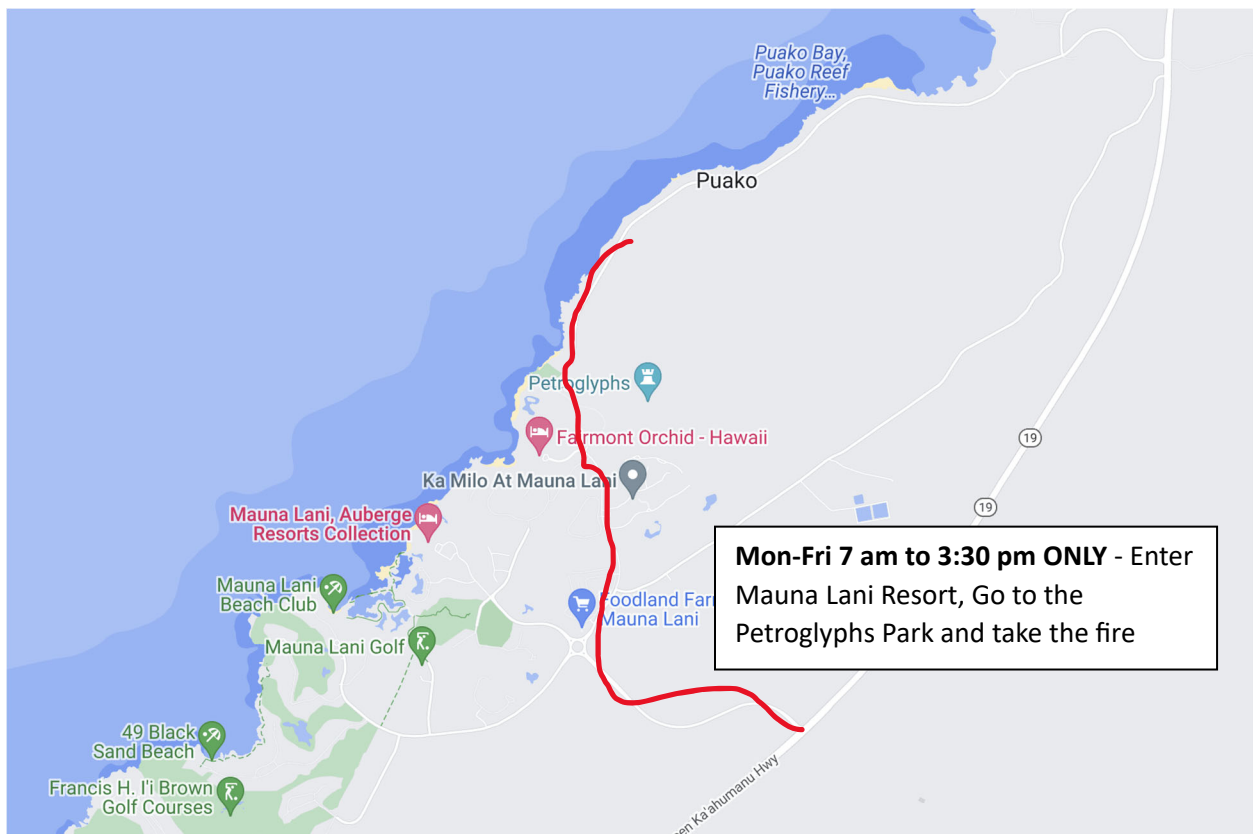 Puako Bay,
Puako Reef
Fishery...
Puako
Petroglyphs
Fairmont Orchid - Hawaii
Ka Milo At Mauna Lani
Mauna Lani, Auberge
Resorts Collection
19
19
Mauna Lani
Beach Club
Foodland Far
Mauna Lani
Mauna Lani Golf
49 Black
Sand Beach
Francis H. I'i Brown
Golf Courses
en Ka'ahumanu Hwy
Mon-Fri 7 am to 3:30 pm ONLY - Enter
Mauna Lani Resort, Go to the
Petroglyphs Park and take the fire